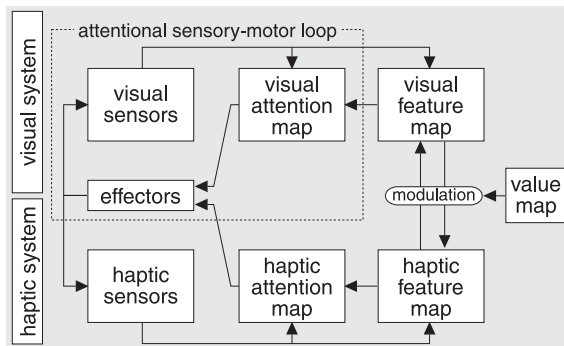 attentional sensory-motor loop
visual system
visual
sensors
visual
attention
map
visual
feature
map
effectors
modulation
value
map
haptic system
haptic
sensors
haptic
attention
map
haptic
feature
map